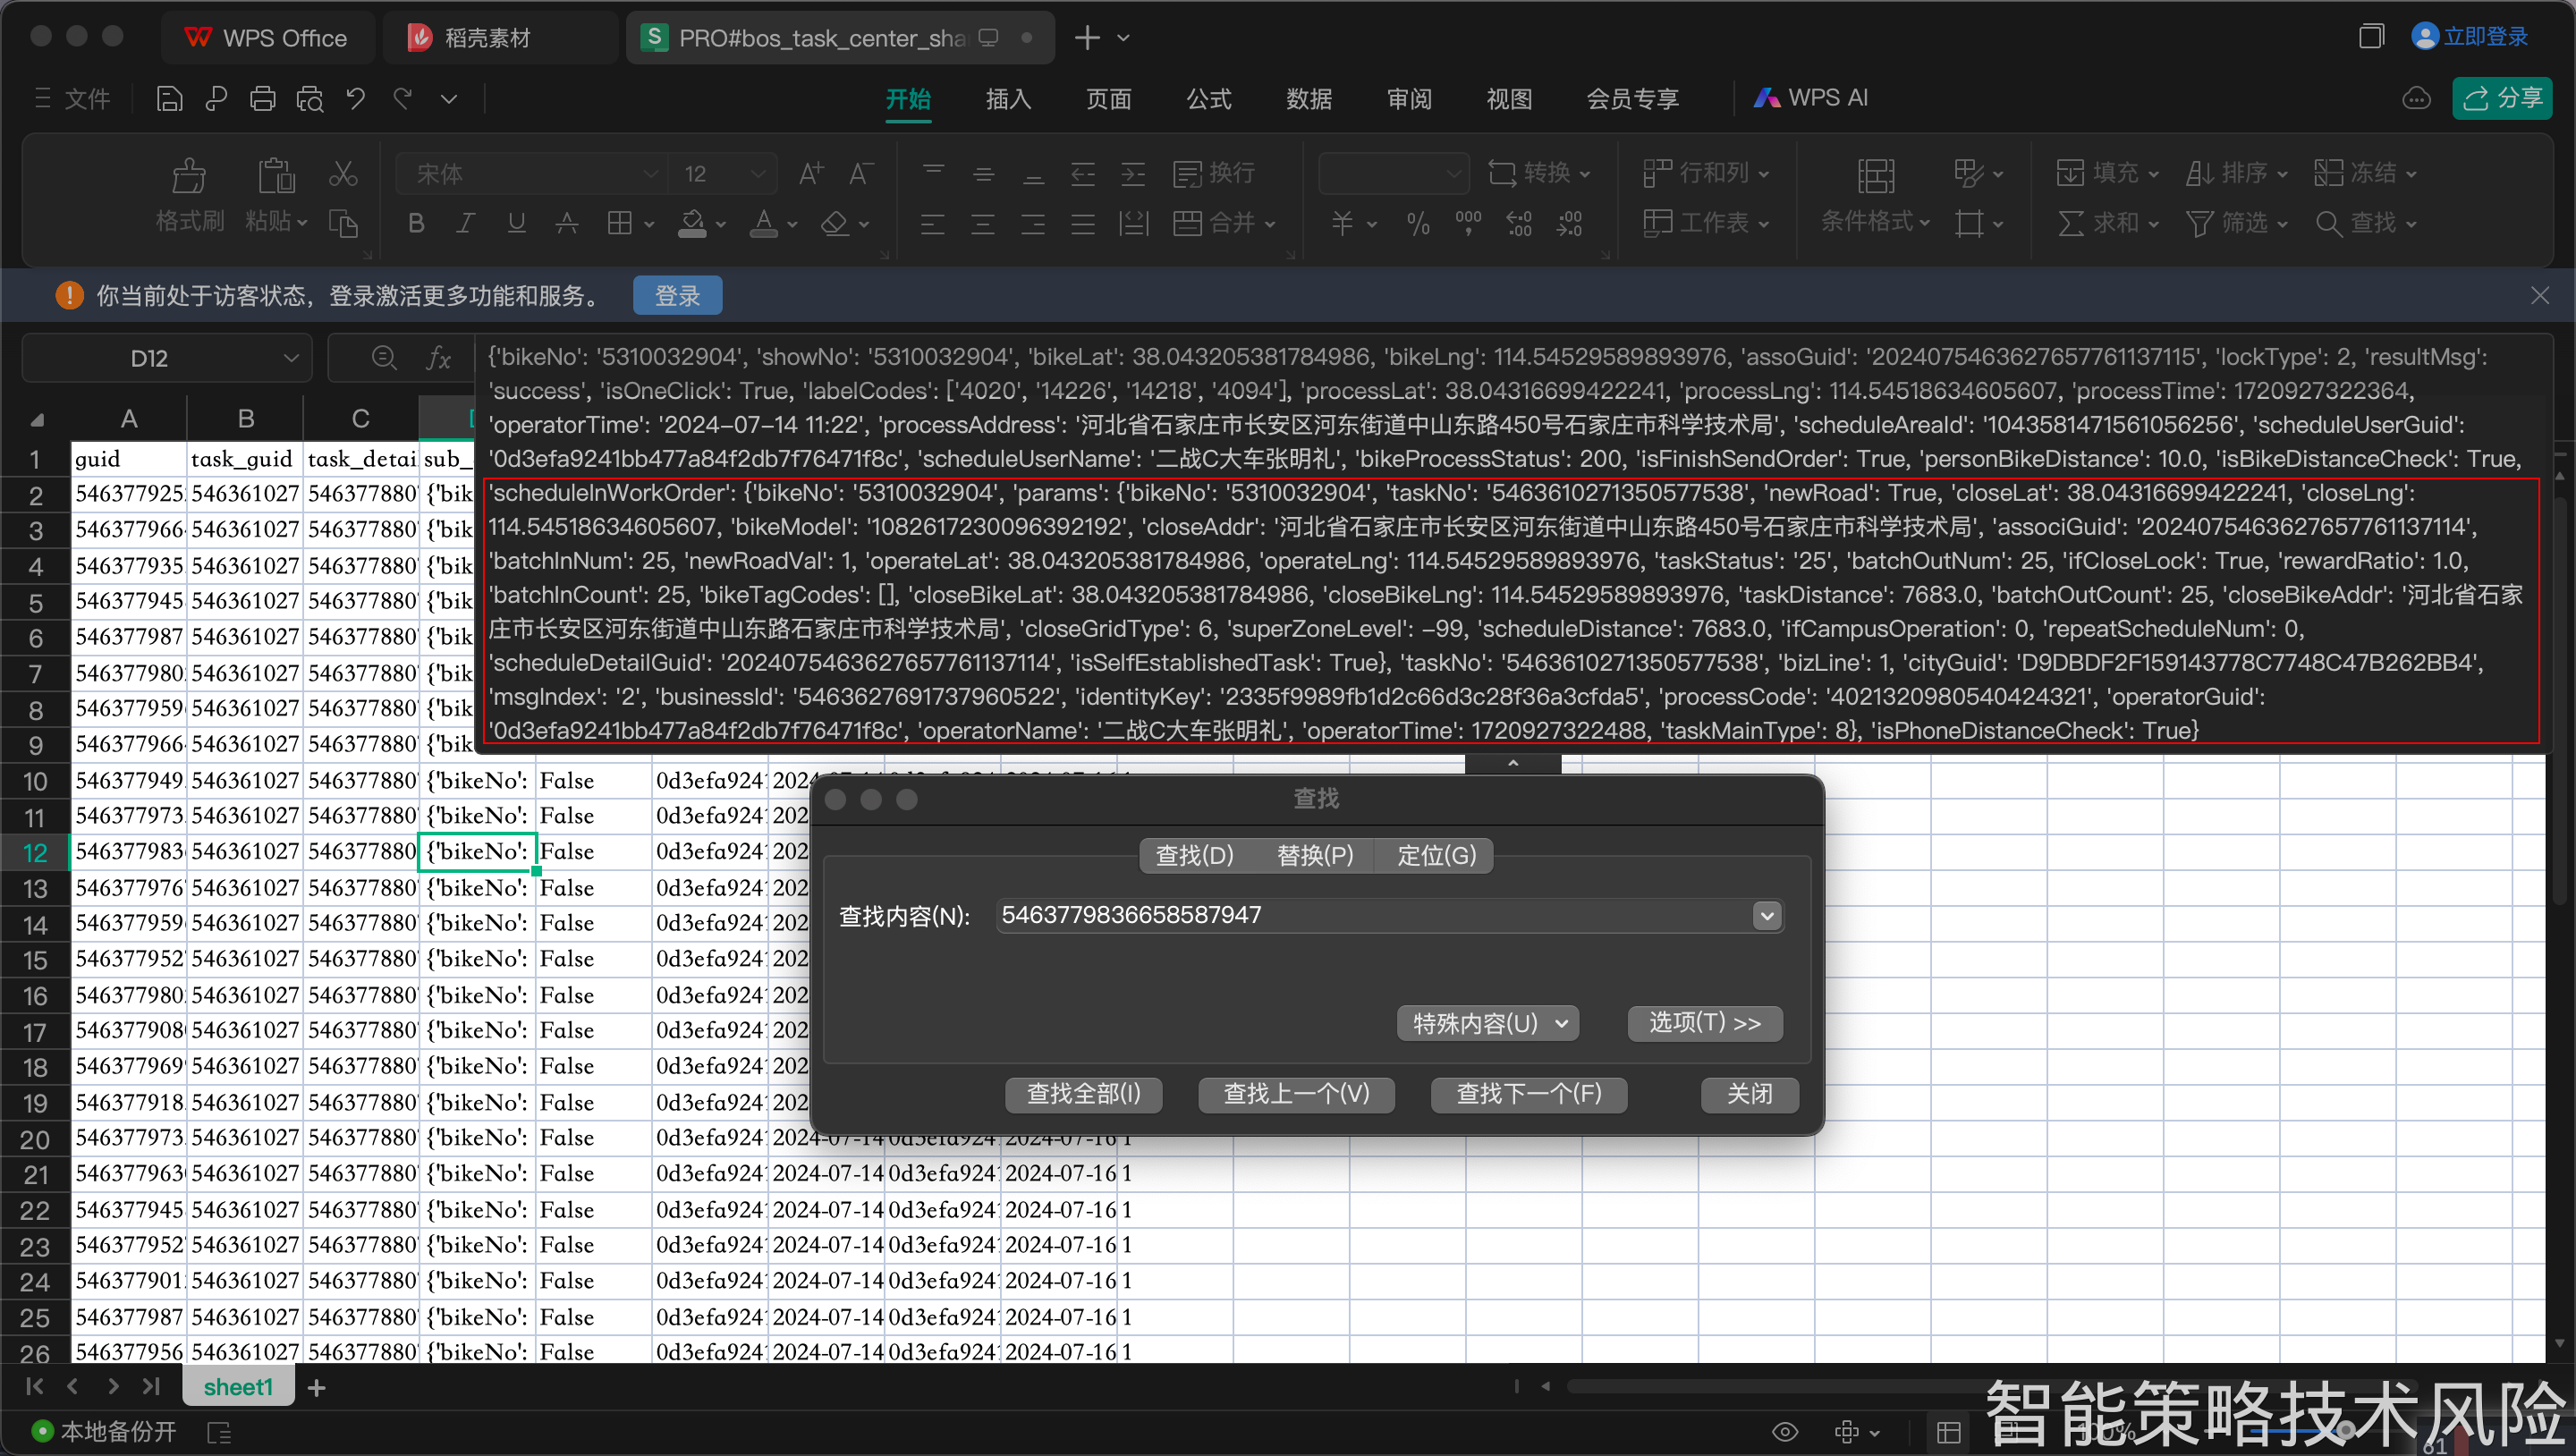 WPS Office 稻壳素材 PRO#bos_task_center_sha 立即登录
文件 开始 插入 页面 公式 数据 审阅 视图 会员专享 WPS AI 分享
宋体 12 A+ A- 换行 转换 行和列 填充 排序 冻结
格式刷 粘贴 B I U A 合并 % 000 工作表 条件格式 求和 筛选 查找
你当前处于访客状态，登录激活更多功能和服务。 登录
D12 fx
{'bikeNo': '5310032904', 'showNo': '5310032904', 'bikeLat': 38.043205381784986, 'bikeLng': 114.54529589893976, 'assoGuid': '20240754636276577611​37115', 'lockType': 2, 'resultMsg':
'success', 'isOneClick': True, 'labelCodes': ['4020', '14226', '14218', '4094'], 'processLat': 38.04316699422241, 'processLng': 114.54518634605607, 'processTime': 1720927322364,
'operatorTime': '2024-07-14 11:22', 'processAddress': '河北省石家庄市长安区河东街道中山东路450号石家庄市科学技术局', 'scheduleAreaId': '1043581471561056256', 'scheduleUserGuid':
'0d3efa9241bb477a84f2db7f76471f8c', 'scheduleUserName': '二战C大车张明礼', 'bikeProcessStatus': 200, 'isFinishSendOrder': True, 'personBikeDistance': 10.0, 'isBikeDistanceCheck': True,
'scheduleInWorkOrder': {'bikeNo': '5310032904', 'params': {'bikeNo': '5310032904', 'taskNo': '5463610271350577538', 'newRoad': True, 'closeLat': 38.04316699422241, 'closeLng':
114.54518634605607, 'bikeModel': '1082617230096392192', 'closeAddr': '河北省石家庄市长安区河东街道中山东路450号石家庄市科学技术局', 'associGuid': '2024075463627657761137114',
'batchInNum': 25, 'newRoadVal': 1, 'operateLat': 38.043205381784986, 'operateLng': 114.54529589893976, 'taskStatus': '25', 'batchOutNum': 25, 'ifCloseLock': True, 'rewardRatio': 1.0,
'batchInCount': 25, 'bikeTagCodes': [], 'closeBikeLat': 38.043205381784986, 'closeBikeLng': 114.54529589893976, 'taskDistance': 7683.0, 'batchOutCount': 25, 'closeBikeAddr': '河北省石家
庄市长安区河东街道中山东路石家庄市科学技术局', 'closeGridType': 6, 'superZoneLevel': -99, 'scheduleDistance': 7683.0, 'ifCampusOperation': 0, 'repeatScheduleNum': 0,
'scheduleDetailGuid': '2024075463627657761137114', 'isSelfEstablishedTask': True}, 'taskNo': '5463610271350577538', 'bizLine': 1, 'cityGuid': 'D9DBDF2F159143778C7748C47B262BB4',
'msgIndex': '2', 'businessId': '5463627691737960522', 'identityKey': '2335f9989fb1d2c66d3c28f36a3cfda5', 'processCode': '4021320980540424321', 'operatorGuid':
'0d3efa9241bb477a84f2db7f76471f8c', 'operatorName': '二战C大车张明礼', 'operatorTime': 1720927322488, 'taskMainType': 8}, 'isPhoneDistanceCheck': True}
A B C
1 guid task_guid task_detai sub_
2 546377925 546361027 546377880 {'bik
3 546377966 546361027 546377880 {'bik
4 546377935 546361027 546377880 {'bik
5 546377945 546361027 546377880 {'bik
6 546377987 546361027 546377880 {'bik
7 546377980 546361027 546377880 {'bik
8 546377959 546361027 546377880 {'bik
9 546377966 546361027 546377880 {'bik
10 546377949 546361027 546377880 {'bikeNo': False 0d3efa924
11 546377973 546361027 546377880 {'bikeNo': False 0d3efa924 202
12 546377983 546361027 546377880 {'bikeNo': False 0d3efa924 202
13 546377976 546361027 546377880 {'bikeNo': False 0d3efa924 202
14 546377959 546361027 546377880 {'bikeNo': False 0d3efa924 202
15 546377952 546361027 546377880 {'bikeNo': False 0d3efa924 202
16 546377980 546361027 546377880 {'bikeNo': False 0d3efa924 202
17 546377908 546361027 546377880 {'bikeNo': False 0d3efa924 202
18 546377969 546361027 546377880 {'bikeNo': False 0d3efa924 202
19 546377918 546361027 546377880 {'bikeNo': False 0d3efa924 202
20 546377973 546361027 546377880 {'bikeNo': False 0d3efa924 2024-07-14 0d3efa924 2024-07-16 1
21 546377963 546361027 546377880 {'bikeNo': False 0d3efa924 2024-07-14 0d3efa924 2024-07-16 1
22 546377945 546361027 546377880 {'bikeNo': False 0d3efa924 2024-07-14 0d3efa924 2024-07-16 1
23 546377952 546361027 546377880 {'bikeNo': False 0d3efa924 2024-07-14 0d3efa924 2024-07-16 1
24 546377901 546361027 546377880 {'bikeNo': False 0d3efa924 2024-07-14 0d3efa924 2024-07-16 1
25 546377987 546361027 546377880 {'bikeNo': False 0d3efa924 2024-07-14 0d3efa924 2024-07-16 1
26 546377956 546361027 546377880 {'bikeNo': False 0d3efa924 2024-07-14 0d3efa924 2024-07-16 1
查找
查找(D) 替换(P) 定位(G)
查找内容(N): 5463779836658587947
特殊内容(U) 选项(T) >>
查找全部(I) 查找上一个(V) 查找下一个(F) 关闭
sheet1
本地备份开
智能策略技术风险